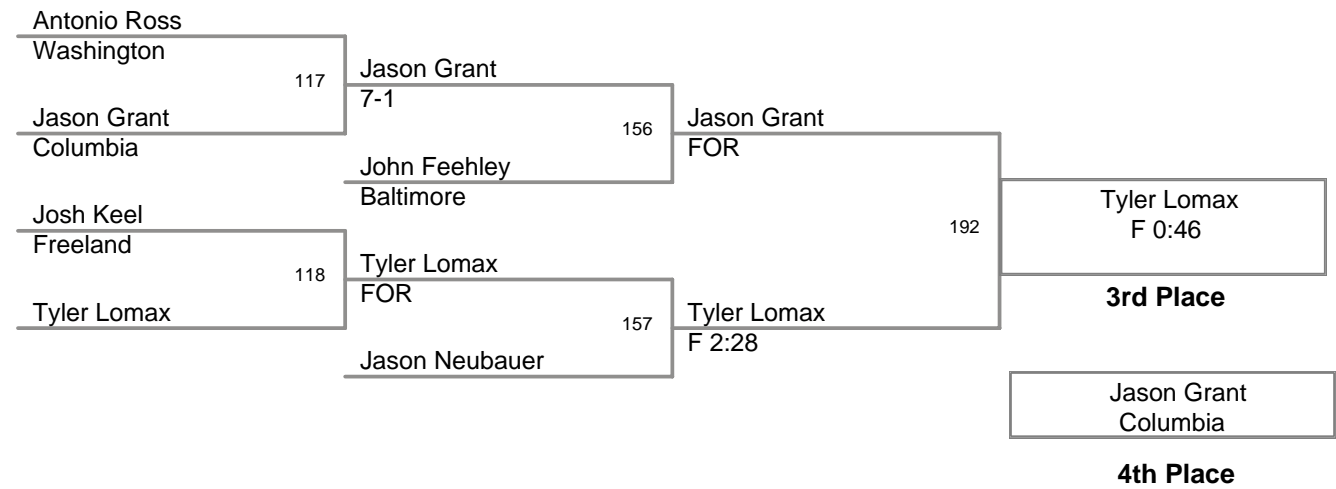 Antonio Ross
Washington
117
Jason Grant
7-1
Jason Grant
Columbia
156
Jason Grant
FOR
John Feehley
Baltimore
Josh Keel
Freeland
118
Tyler Lomax
FOR
Tyler Lomax
157
Tyler Lomax
F 2:28
Jason Neubauer
192
Tyler Lomax
F 0:46
3rd Place
Jason Grant
Columbia
4th Place